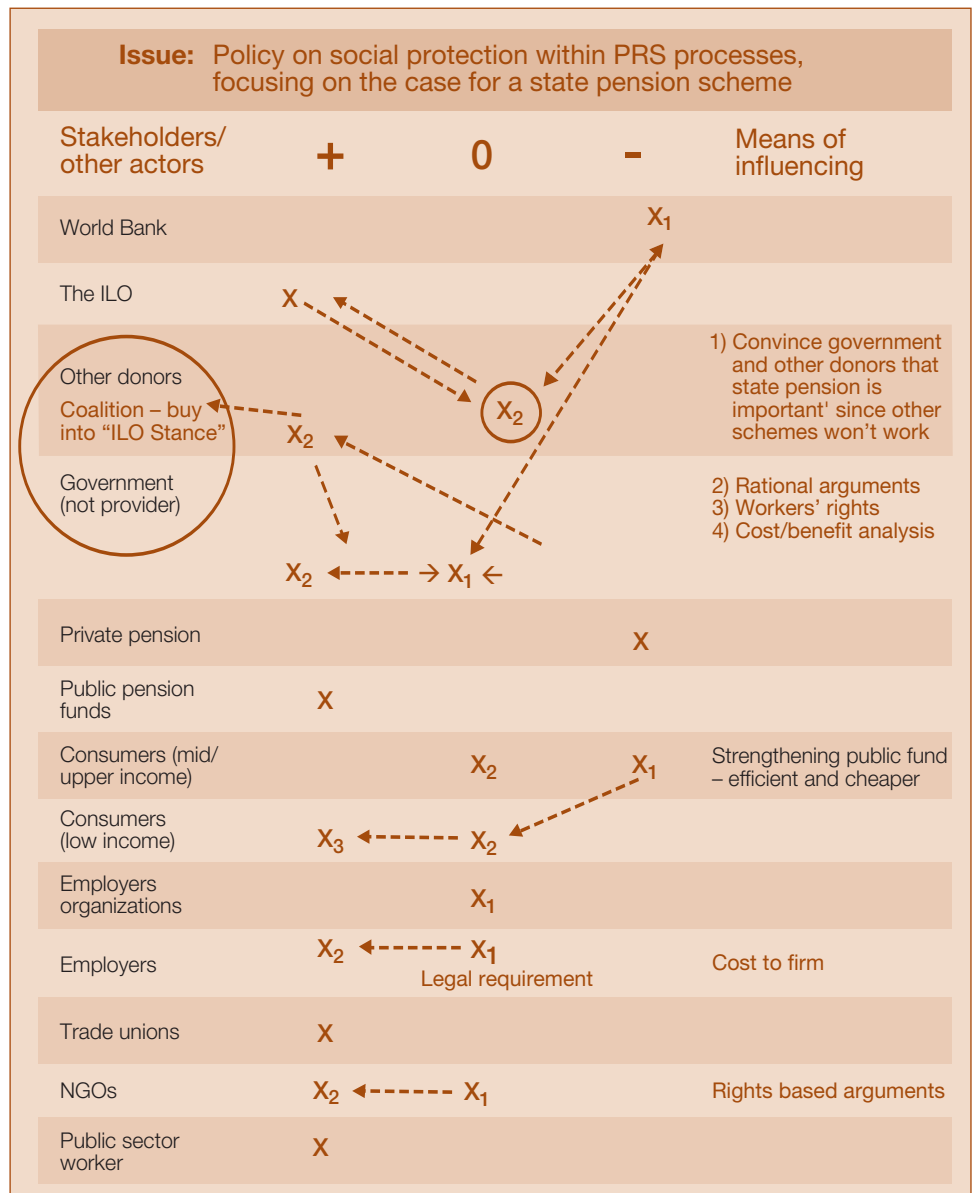 Issue: Policy on social protection within PRS processes,
focusing on the case for a state pension scheme
Stakeholders/
other actors
+ 0 -
Means of
influencing
World Bank
X1
The ILO
X
Other donors
Coalition – buy
into “ILO Stance”
X2
X2
1) Convince government
and other donors that
state pension is
important' since other
schemes won’t work
Government
(not provider)
X2 X1
2) Rational arguments
3) Workers’ rights
4) Cost/benefit analysis
Private pension
X
Public pension
funds
X
Consumers (mid/
upper income)
X2 X1
Strengthening public fund
– efficient and cheaper
Consumers
(low income)
X3 X2
Employers
organizations
X1
Employers
X2 X1
Legal requirement
Cost to firm
Trade unions
X
NGOs
X2 X1
Rights based arguments
Public sector
worker
X